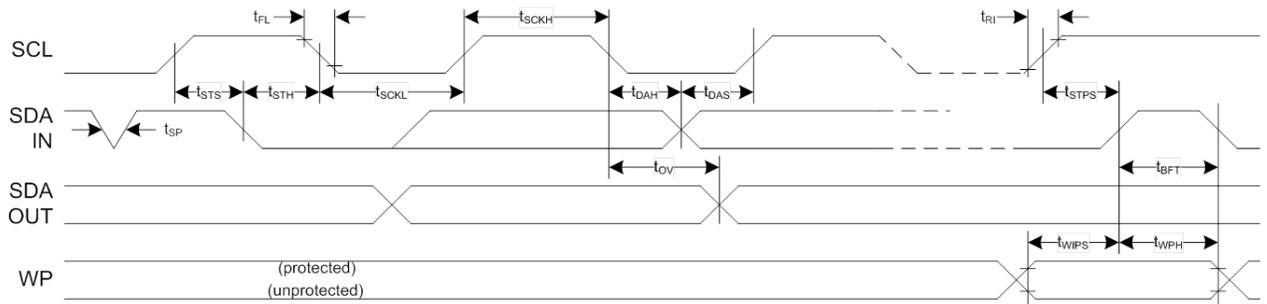 tFL
tSCKH
tRI
SCL
tSTS
tSTH
tSCKL
tDAH
tDAS
tSTPS
SDA
IN
tSP
tOV
tBFT
SDA
OUT
tWIPS
tWPH
WP
(protected)
(unprotected)